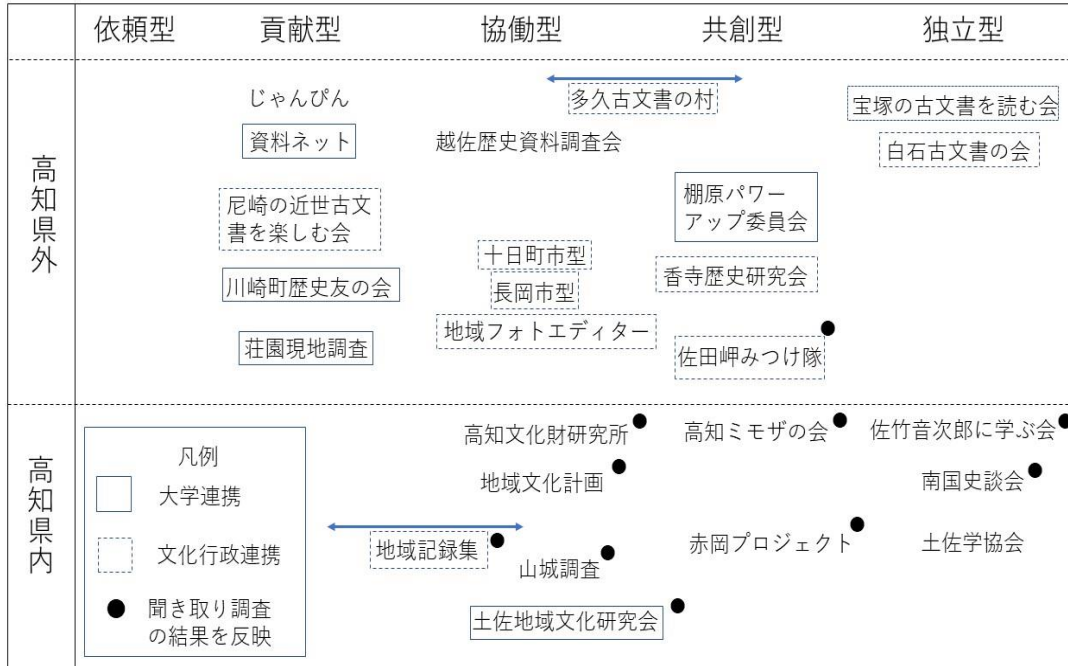 依頼型 貢献型 協働型 共創型 独立型
高知県外
じゃんぴん
資料ネット
尼崎の近世古文
書を楽しむ会
川崎町歴史友の会
荘園現地調査
多久古文書の村
越佐歴史資料調査会
十日町市型
長岡市型
地域フォトエディター
棚原パワー
アップ委員会
香寺歴史研究会
佐田岬みつけ隊
宝塚の古文書を読む会
白石古文書の会
高知県内
凡例
大学連携
文化行政連携
聞き取り調査
の結果を反映
高知文化財研究所
地域文化計画
地域記録集
山城調査
土佐地域文化研究会
高知ミモザの会
赤岡プロジェクト
佐竹音次郎に学ぶ会
南国史談会
土佐学協会